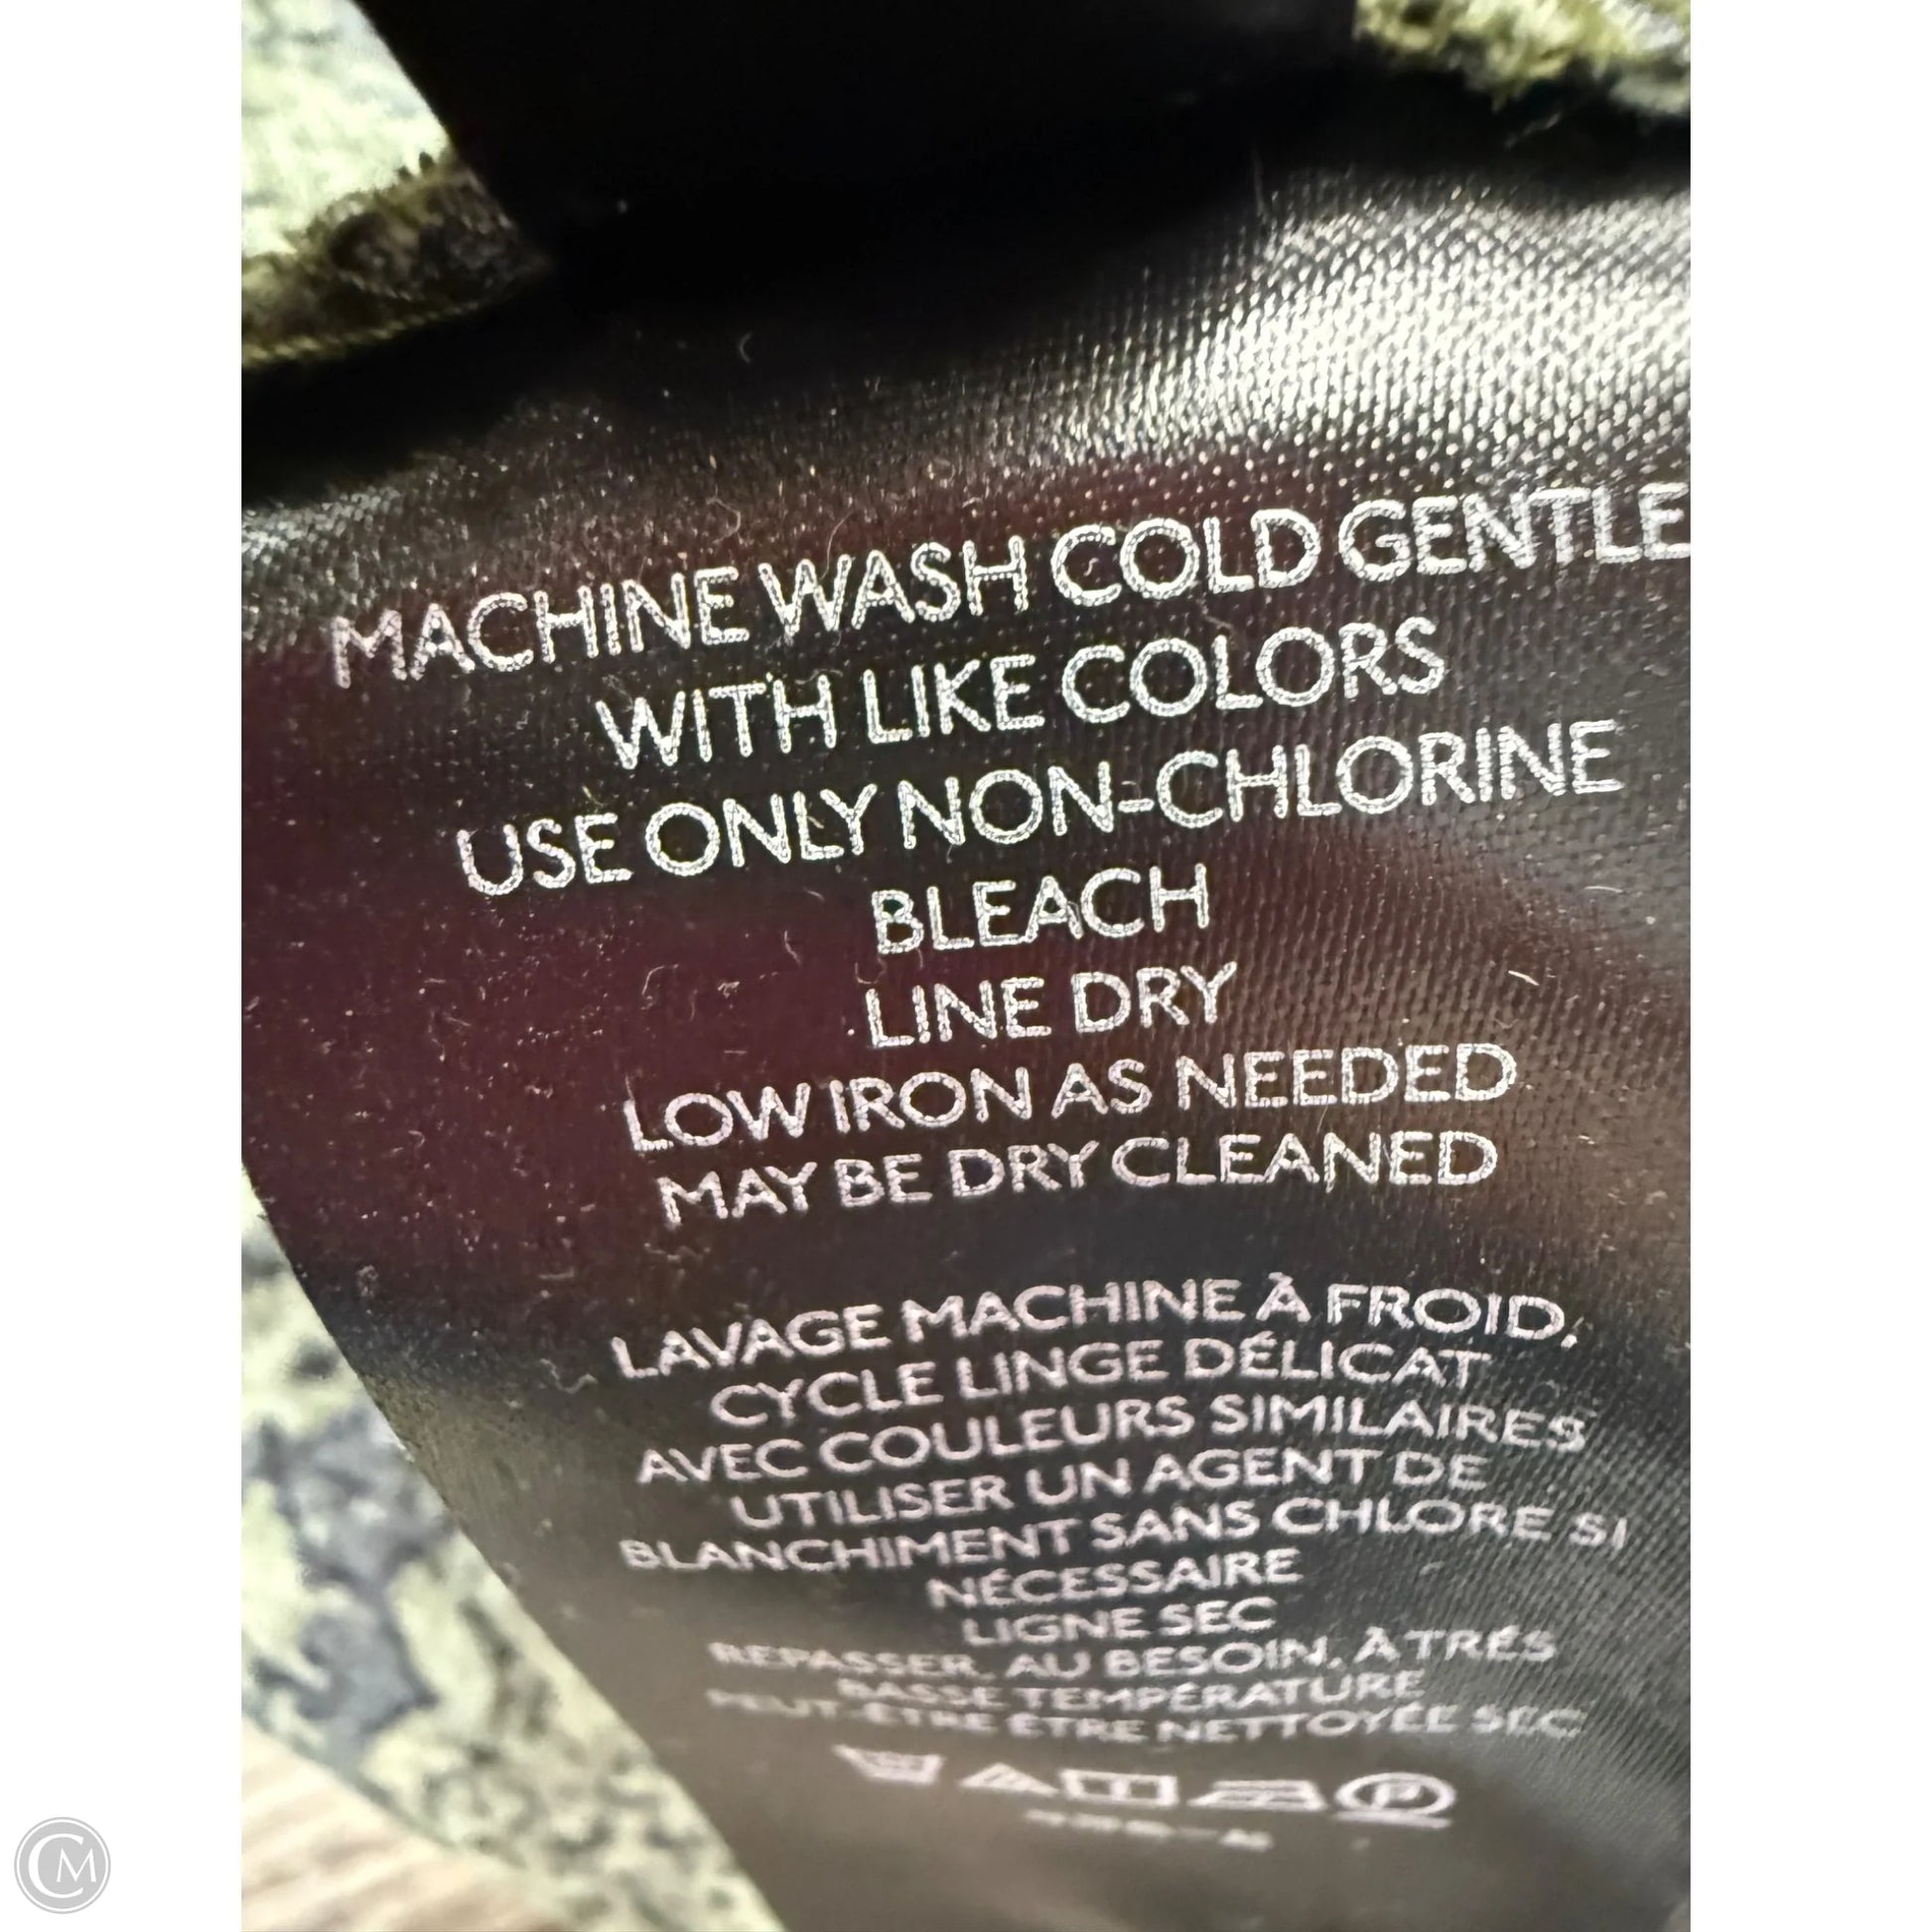 MACHINE WASH COLD GENTLE
WITH LIKE COLORS
USE ONLY NON-CHLORINE
BLEACH
LINE DRY
LOW IRON AS NEEDED
MAY BE DRY CLEANED
LAVAGE MACHINE À FROID,
CYCLE LINGE DÉLICAT
AVEC COULEURS SIMILAIRES
UTILISER UN AGENT DE
BLANCHIMENT SANS CHLORE SI
NÉCESSAIRE
LIGNE SEC
REPASSER, AU BESOIN, À TRÉS
BASSE TEMPÉRATURE
PEUT-ÊTRE ÊTRE NETTOYÉE SEC
P
CM